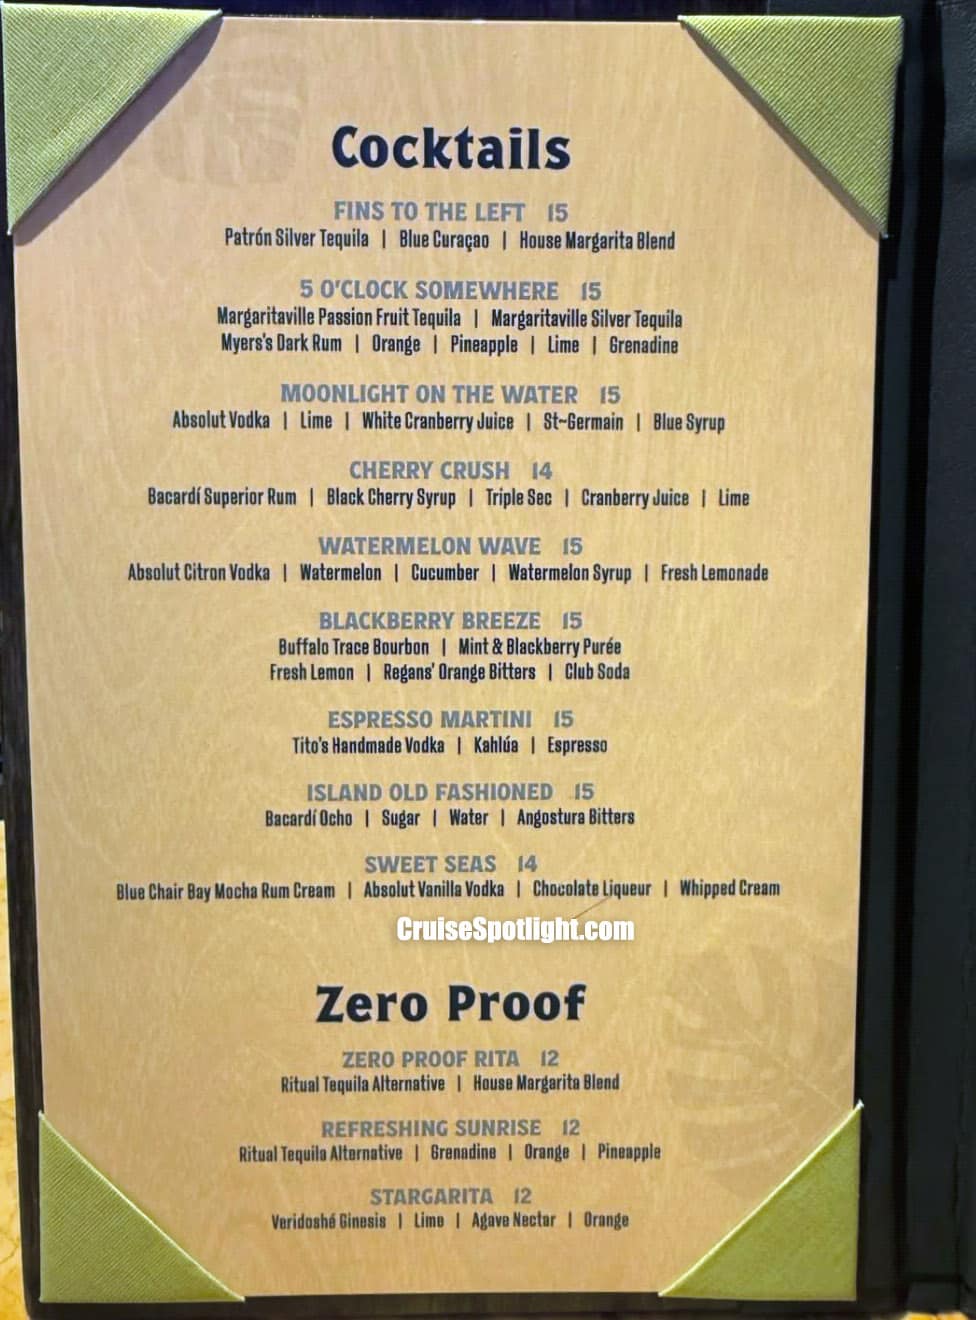 Cocktails
FINS TO THE LEFT 15
Patrón Silver Tequila | Blue Curaçao | House Margarita Blend
5 O'CLOCK SOMEWHERE 15
Margaritaville Passion Fruit Tequila | Margaritaville Silver Tequila
Myers's Dark Rum | Orange | Pineapple | Lime | Grenadine
MOONLIGHT ON THE WATER 15
Absolut Vodka | Lime | White Cranberry Juice | St~Germain | Blue Syrup
CHERRY CRUSH 14
Bacardí Superior Rum | Black Cherry Syrup | Triple Sec | Cranberry Juice | Lime
WATERMELON WAVE 15
Absolut Citron Vodka | Watermelon | Cucumber | Watermelon Syrup | Fresh Lemonade
BLACKBERRY BREEZE 15
Buffalo Trace Bourbon | Mint & Blackberry Purée
Fresh Lemon | Regans' Orange Bitters | Club Soda
ESPRESSO MARTINI 15
Tito's Handmade Vodka | Kahlúa | Espresso
ISLAND OLD FASHIONED 15
Bacardí Ocho | Sugar | Water | Angostura Bitters
SWEET SEAS 14
Blue Chair Bay Mocha Rum Cream | Absolut Vanilla Vodka | Chocolate Liqueur | Whipped Cream
CruiseSpotlight.com
Zero Proof
ZERO PROOF RITA 12
Ritual Tequila Alternative | House Margarita Blend
REFRESHING SUNRISE 12
Ritual Tequila Alternative | Grenadine | Orange | Pineapple
STARGARITA 12
Veridoshé Ginesis | Lime | Agave Nectar | Orange